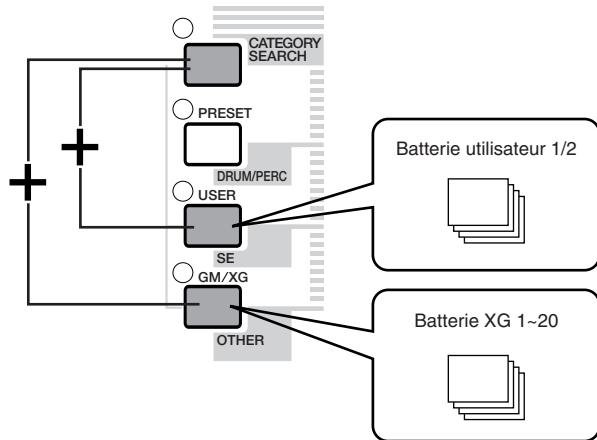 CATEGORY
SEARCH
PRESET
DRUM/PERC
USER
SE
GM/XG
OTHER
Batterie utilisateur 1/2
Batterie XG 1~20